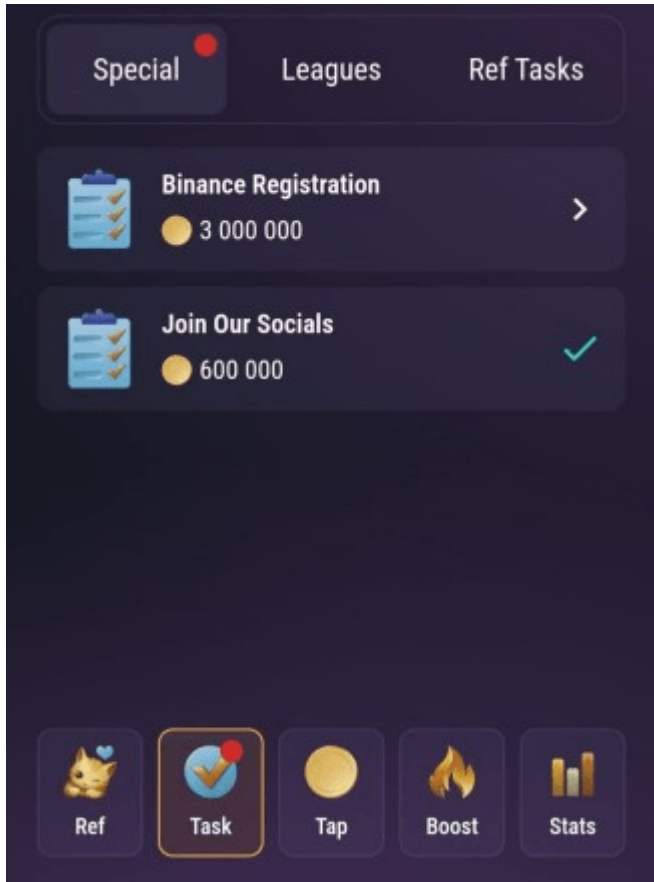 Special
Leagues
Ref Tasks
Binance Registration
3 000 000
Join Our Socials
600 000
Ref
Task
Tap
Boost
Stats